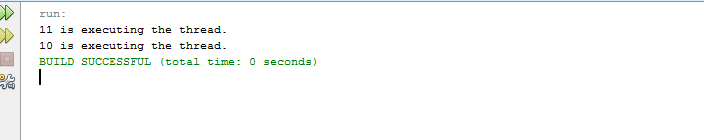 run:
11 is executing the thread.
10 is executing the thread.
BUILD SUCCESSFUL (total time: 0 seconds)